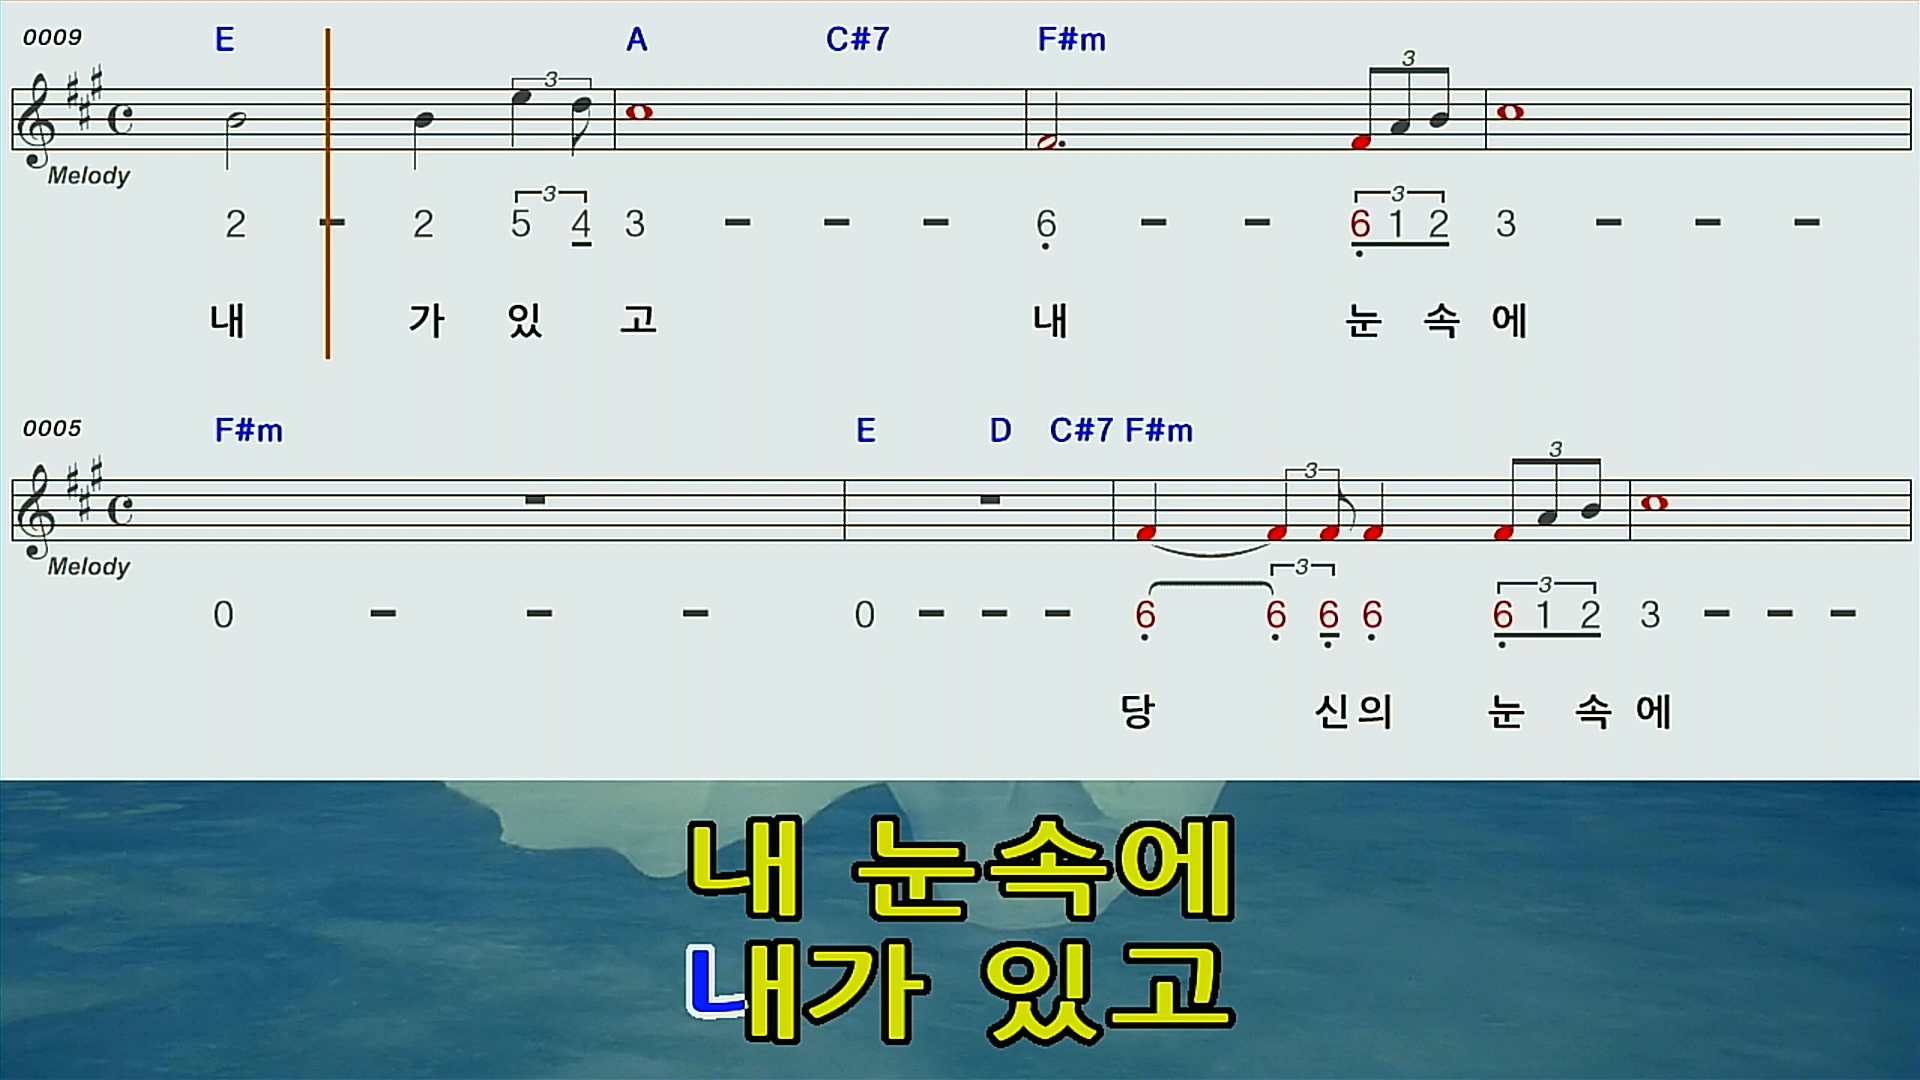 0009 E A C#7 F#m
3 3
Melody
3 3
2 - 2 5 4 3 - - - 6 - - 6 1 2 3 - - -
내 가 있 고 내 눈 속 에
0005 F#m E D C#7 F#m
3 3
Melody
3 3
0 - - - 0 - - - 6 6 6 6 6 1 2 3 - - -
당 신 의 눈 속 에
내 눈속에
내가 있고